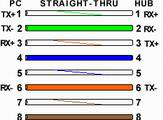 PC STRAIGHT-THRU HUB
TX+ 1 1 RX+
TX- 2 2 RX-
RX+ 3 3 TX+
4 4
5 5
RX- 6 6 TX-
7 7
8 8